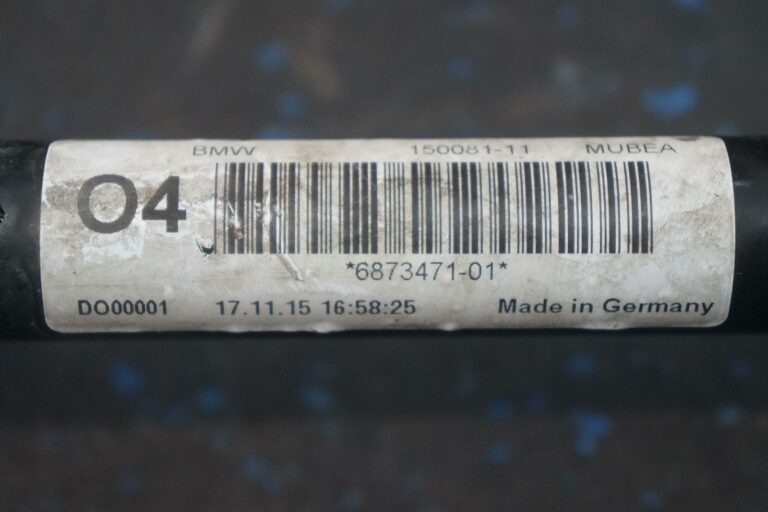 BMW 150081-11 MUBEA
O4
*6873471-01*
DO00001 17.11.15 16:58:25 Made in Germany